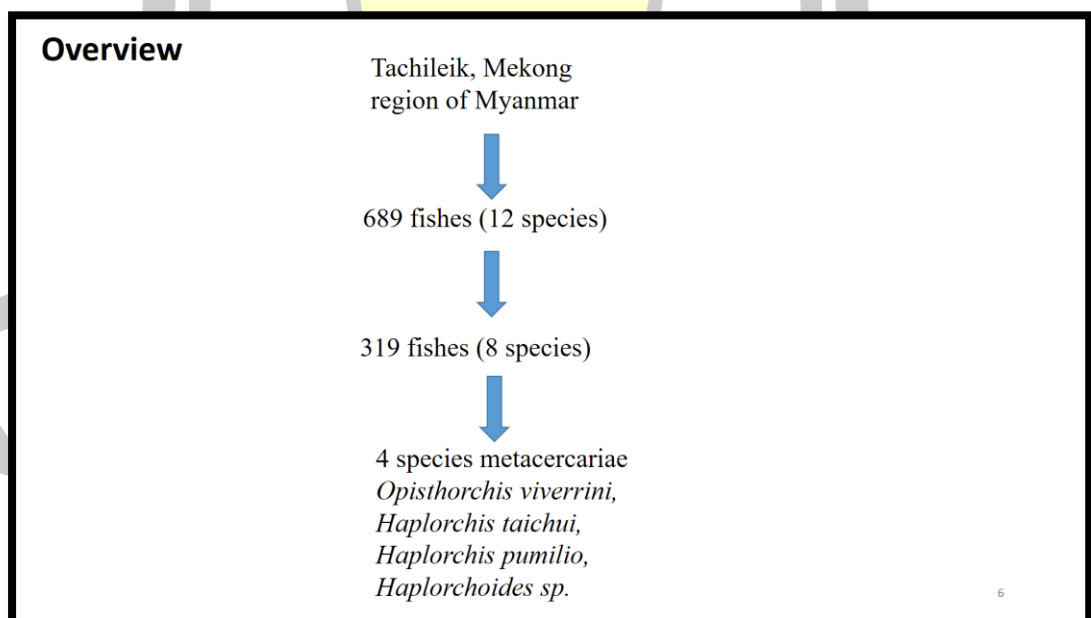 Overview
Tachileik, Mekong
region of Myanmar
689 fishes (12 species)
319 fishes (8 species)
4 species metacercariae
Opisthorchis viverrini,
Haplorchis taichui,
Haplorchis pumilio,
Haplorchoides sp.
6